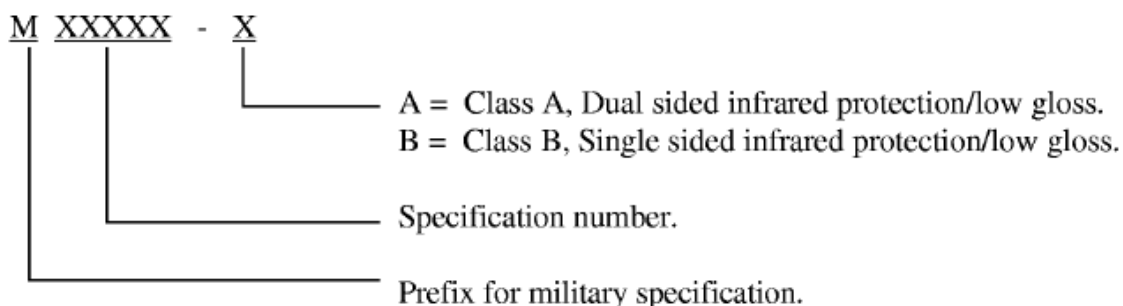 M XXXXX - X
A = Class A, Dual sided infrared protection/low gloss.
B = Class B, Single sided infrared protection/low gloss.
Specification number.
Prefix for military specification.